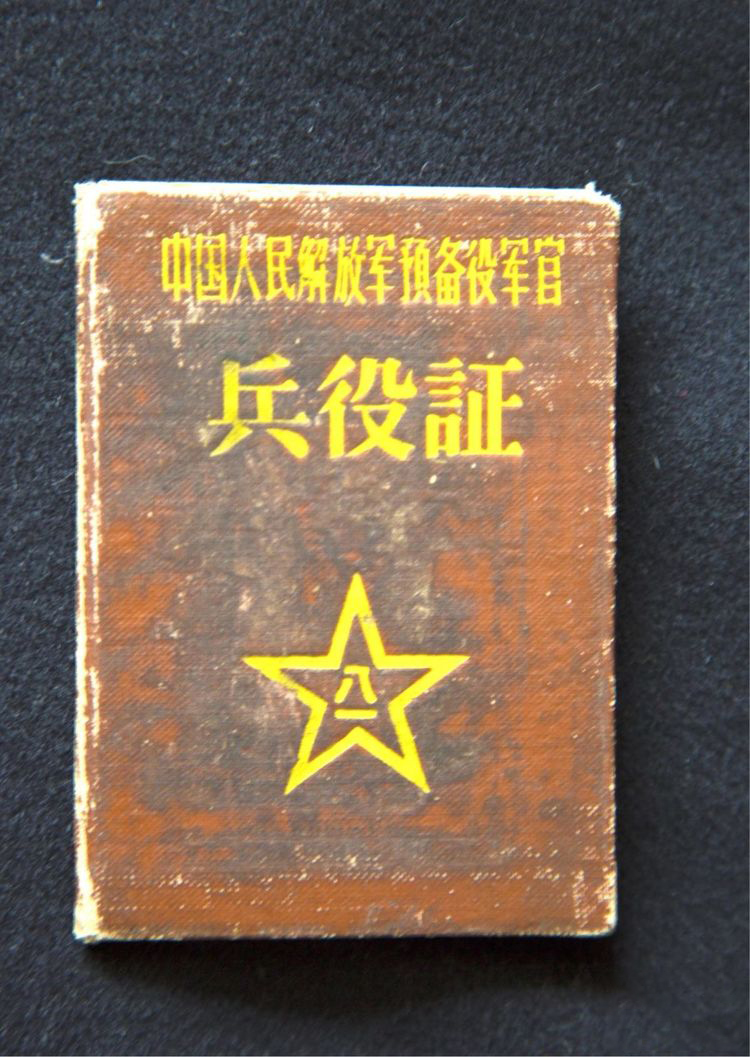 中国人民解放军预备役军官
兵役証
八一